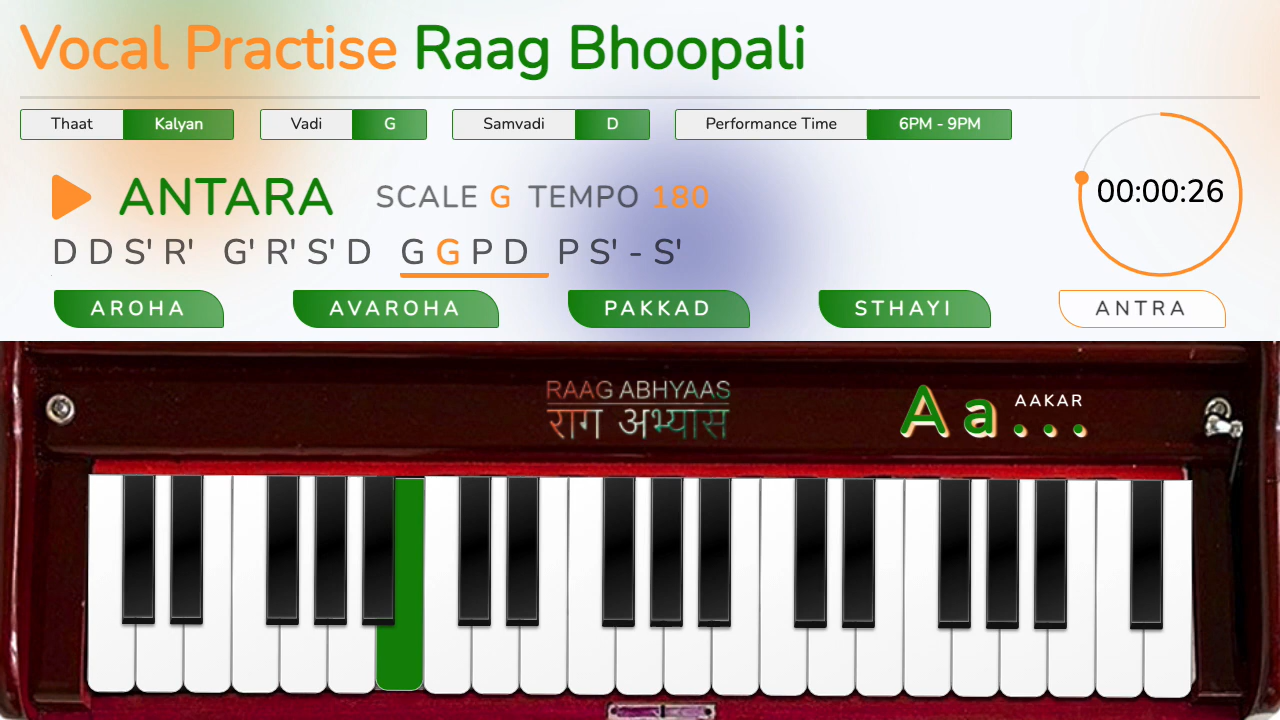 Vocal Practise Raag Bhoopali
Thaat Kalyan Vadi G Samvadi D Performance Time 6PM - 9PM
ANTARA SCALE G TEMPO 180
00:00:26
D D S' R' G' R' S' D G G P D P S' - S'
AROHA AVAROHA PAKKAD STHAYI ANTRA
RAAG ABHYAAS
राग अभ्यास
A a . . . AAKAR